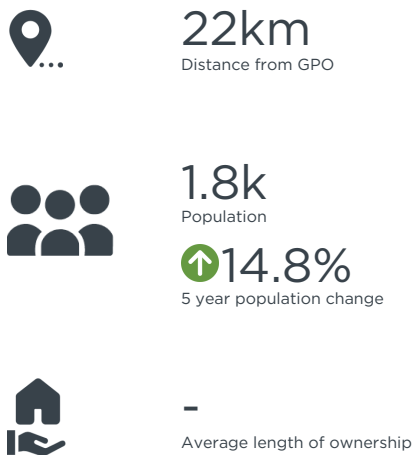 22km
Distance from GPO
1.8k
Population
14.8%
5 year population change
-
Average length of ownership